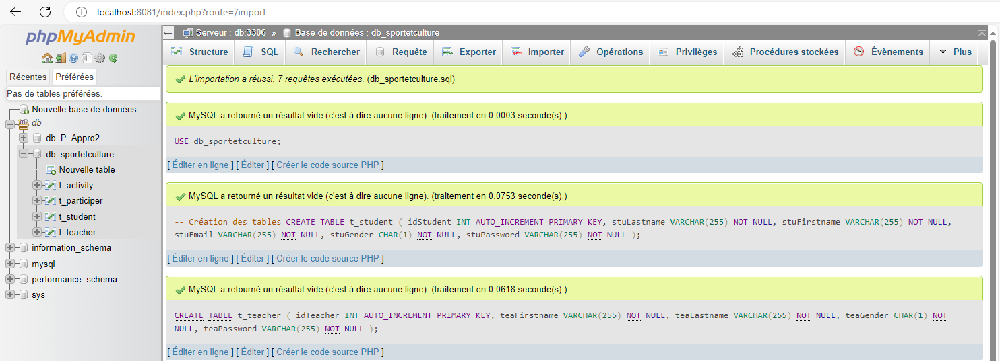 localhost:8081/index.php?route=/import
phpMyAdmin
Récentes Préférées
Pas de tables préférées.
Nouvelle base de données
db
db_P_Appro2
db_sportetculture
Nouvelle table
t_activity
t_participer
t_student
t_teacher
information_schema
mysql
performance_schema
sys
Serveur : db:3306 » Base de données : db_sportetculture
Structure SQL Rechercher Requête Exporter Importer Opérations Privilèges Procédures stockées Évènements Plus
L'importation a réussi, 7 requêtes exécutées. (db_sportetculture.sql)
MySQL a retourné un résultat vide (c'est à dire aucune ligne). (traitement en 0.0003 seconde(s).)
USE db_sportetculture;
[ Éditer en ligne ] [ Éditer ] [ Créer le code source PHP ]
MySQL a retourné un résultat vide (c'est à dire aucune ligne). (traitement en 0.0753 seconde(s).)
-- Création des tables CREATE TABLE t_student ( idStudent INT AUTO_INCREMENT PRIMARY KEY, stuLastname VARCHAR(255) NOT NULL, stuFirstname VARCHAR(255) NOT NULL,
stuEmail VARCHAR(255) NOT NULL, stuGender CHAR(1) NOT NULL, stuPassword VARCHAR(255) NOT NULL );
[ Éditer en ligne ] [ Éditer ] [ Créer le code source PHP ]
MySQL a retourné un résultat vide (c'est à dire aucune ligne). (traitement en 0.0618 seconde(s).)
CREATE TABLE t_teacher ( idTeacher INT AUTO_INCREMENT PRIMARY KEY, teaFirstname VARCHAR(255) NOT NULL, teaLastname VARCHAR(255) NOT NULL, teaGender CHAR(1) NOT
NULL, teaPassword VARCHAR(255) NOT NULL );
[ Éditer en ligne ] [ Éditer ] [ Créer le code source PHP ]